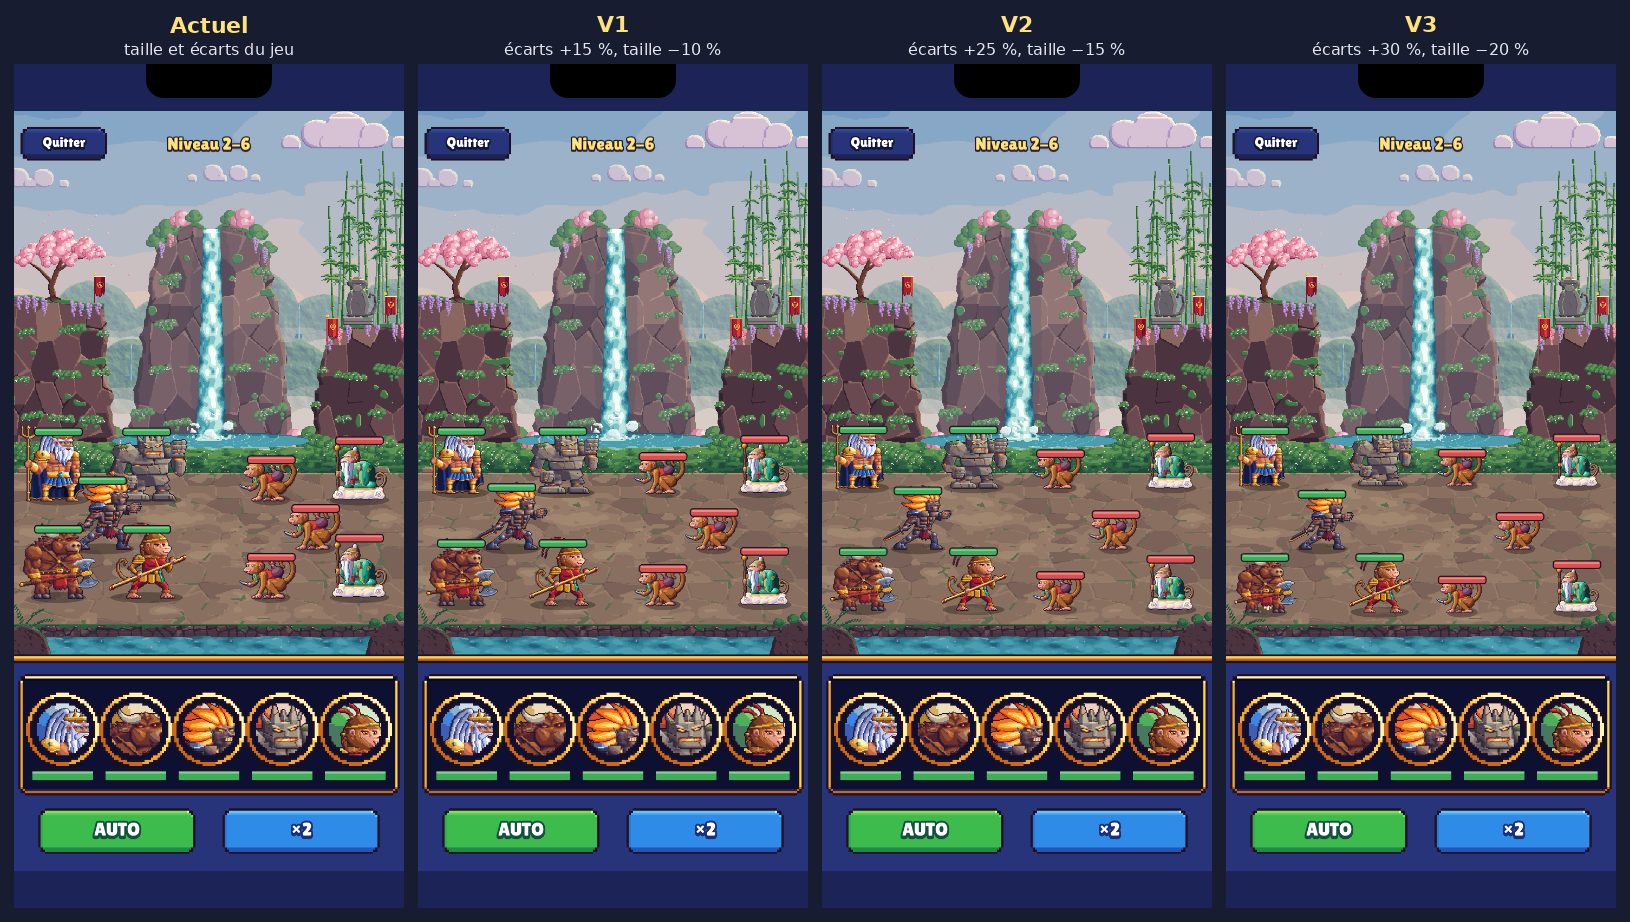 Actuel
taille et écarts du jeu
Quitter
Niveau 2-6
AUTO
×2
V1
écarts +15 %, taille −10 %
Quitter
Niveau 2-6
AUTO
×2
V2
écarts +25 %, taille −15 %
Quitter
Niveau 2-6
AUTO
×2
V3
écarts +30 %, taille −20 %
Quitter
Niveau 2-6
AUTO
×2